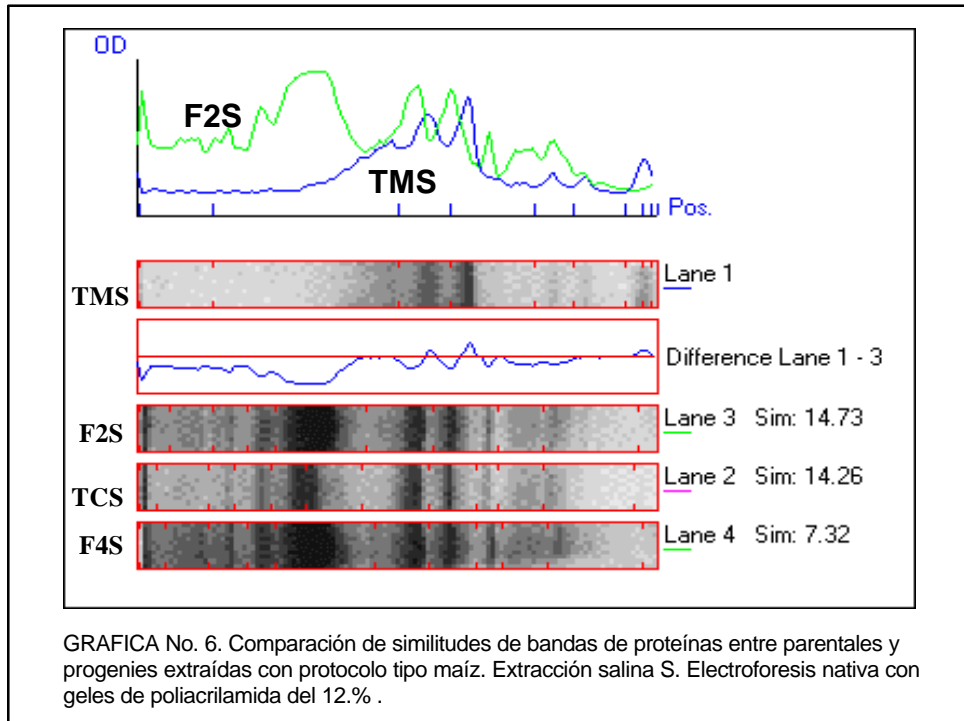 OD
F2S
TMS
Pos.
TMS
Lane 1
Difference Lane 1 - 3
F2S
Lane 3 Sim: 14.73
TCS
Lane 2 Sim: 14.26
F4S
Lane 4 Sim: 7.32
GRAFICA No. 6. Comparación de similitudes de bandas de proteínas entre parentales y
progenies extraídas con protocolo tipo maíz. Extracción salina S. Electroforesis nativa con
geles de poliacrilamida del 12.% .